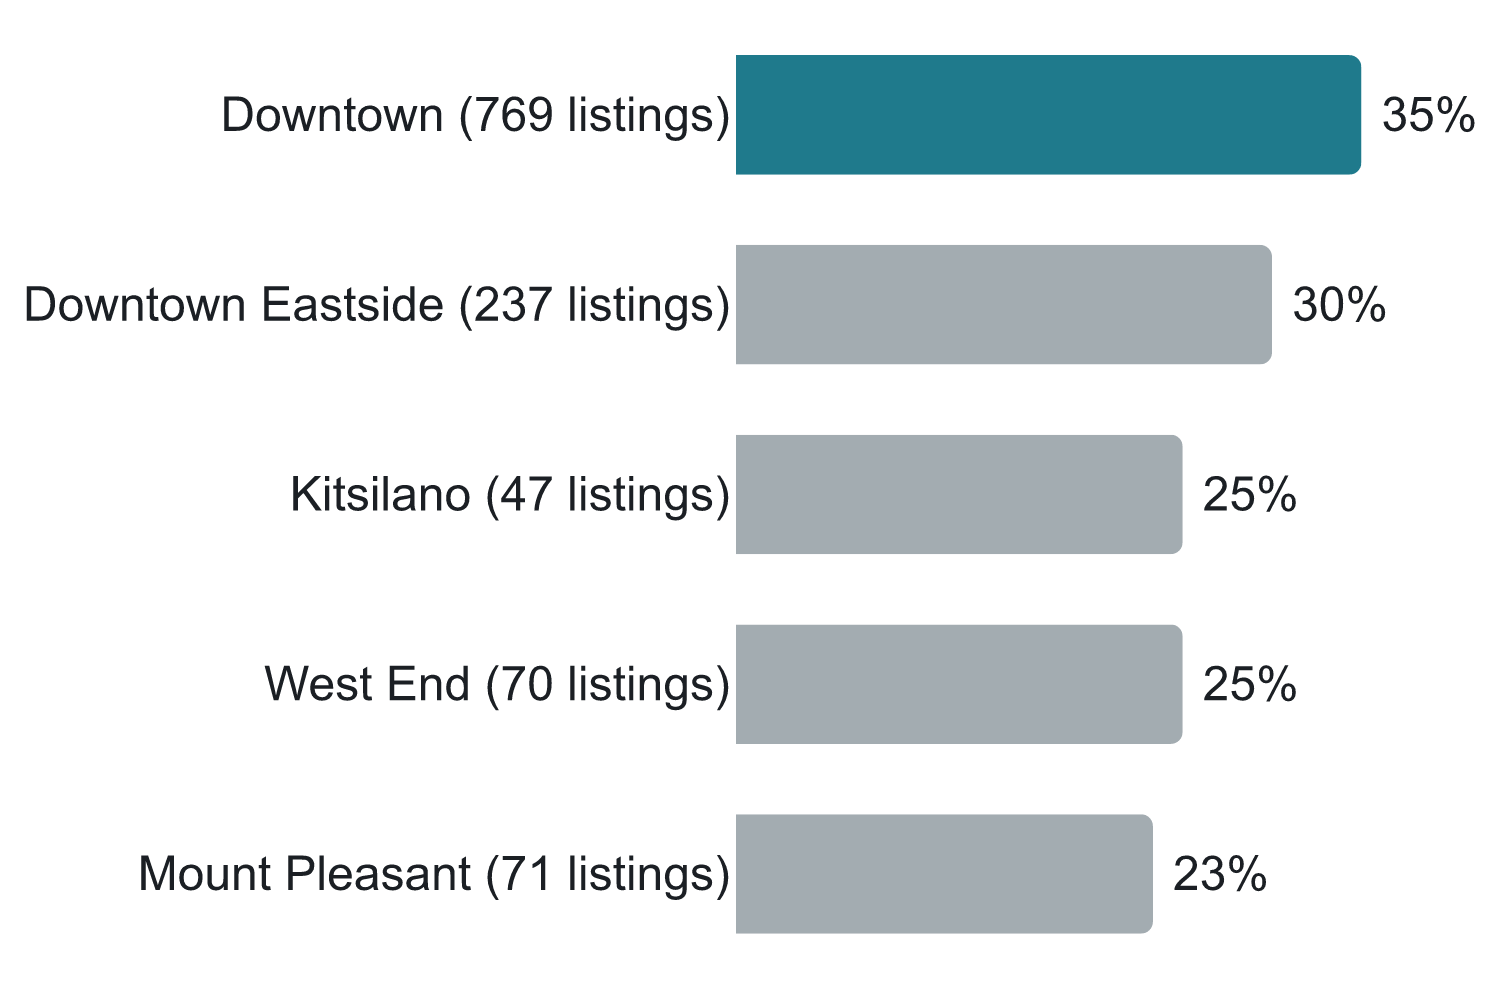 Downtown (769 listings) 35%
Downtown Eastside (237 listings) 30%
Kitsilano (47 listings) 25%
West End (70 listings) 25%
Mount Pleasant (71 listings) 23%